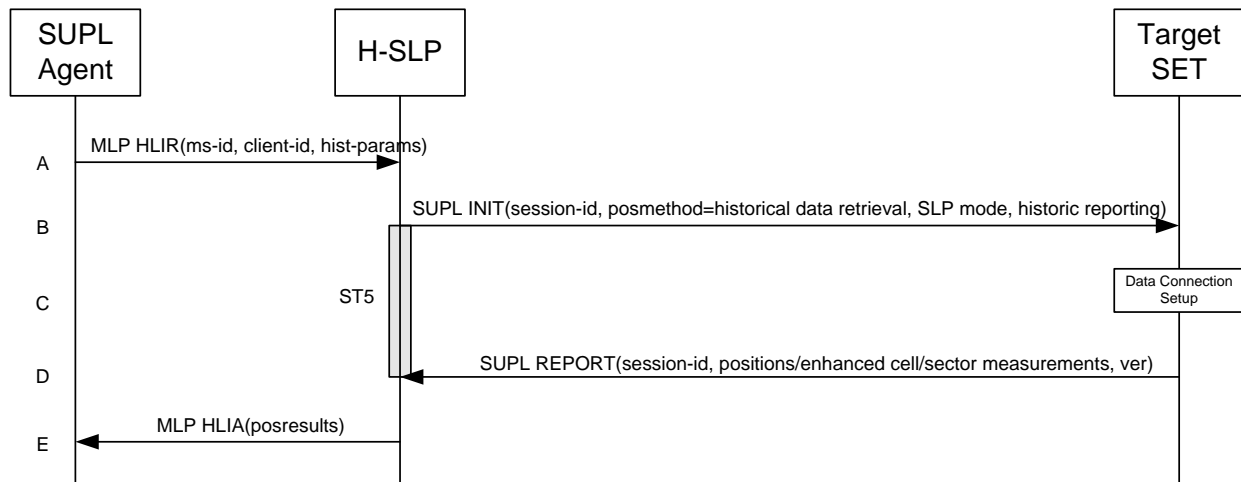 SUPL
Agent
H-SLP
Target
SET
A
MLP HLIR(ms-id, client-id, hist-params)
B
SUPL INIT(session-id, posmethod=historical data retrieval, SLP mode, historic reporting)
C
ST5
Data Connection
Setup
D
SUPL REPORT(session-id, positions/enhanced cell/sector measurements, ver)
E
MLP HLIA(posresults)